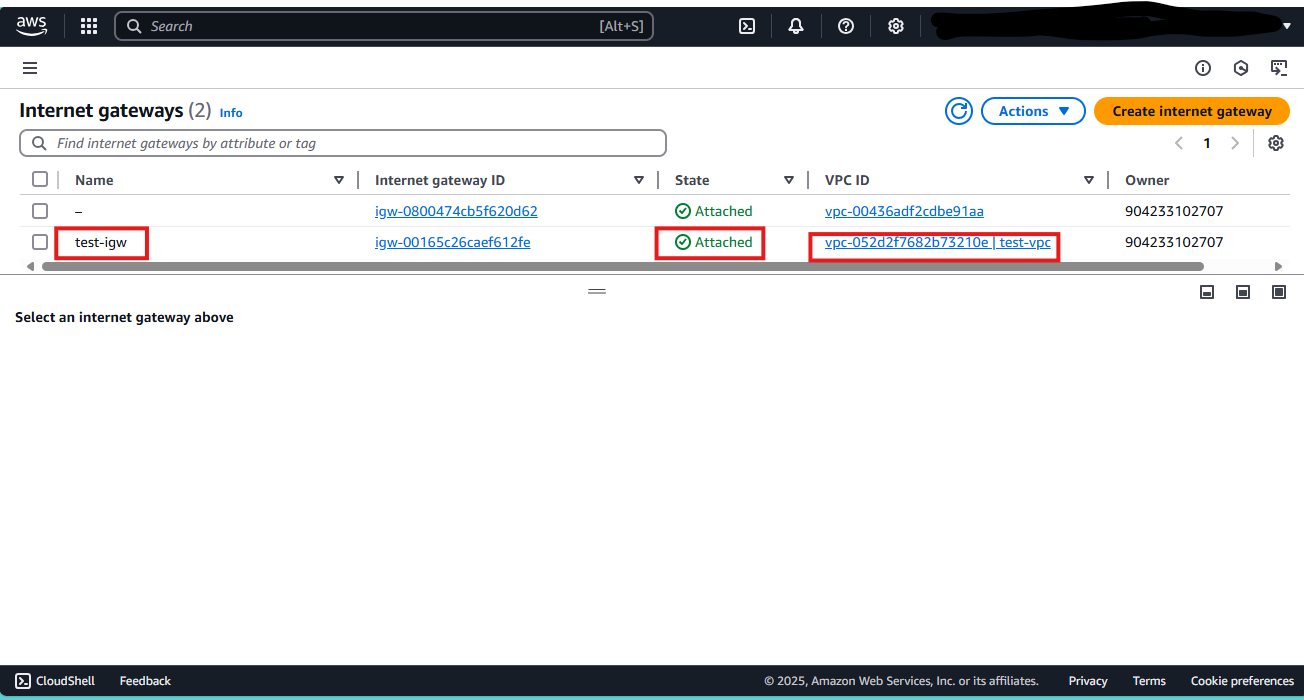 aws Search [Alt+S]
Internet gateways (2) Info Actions Create internet gateway
Find internet gateways by attribute or tag 1
Name Internet gateway ID State VPC ID Owner
– igw-0800474cb5f620d62 Attached vpc-00436adf2cdbe91aa 904233102707
test-igw igw-00165c26caef612fe Attached vpc-052d2f7682b73210e | test-vpc 904233102707
Select an internet gateway above
CloudShell Feedback © 2025, Amazon Web Services, Inc. or its affiliates. Privacy Terms Cookie preferences